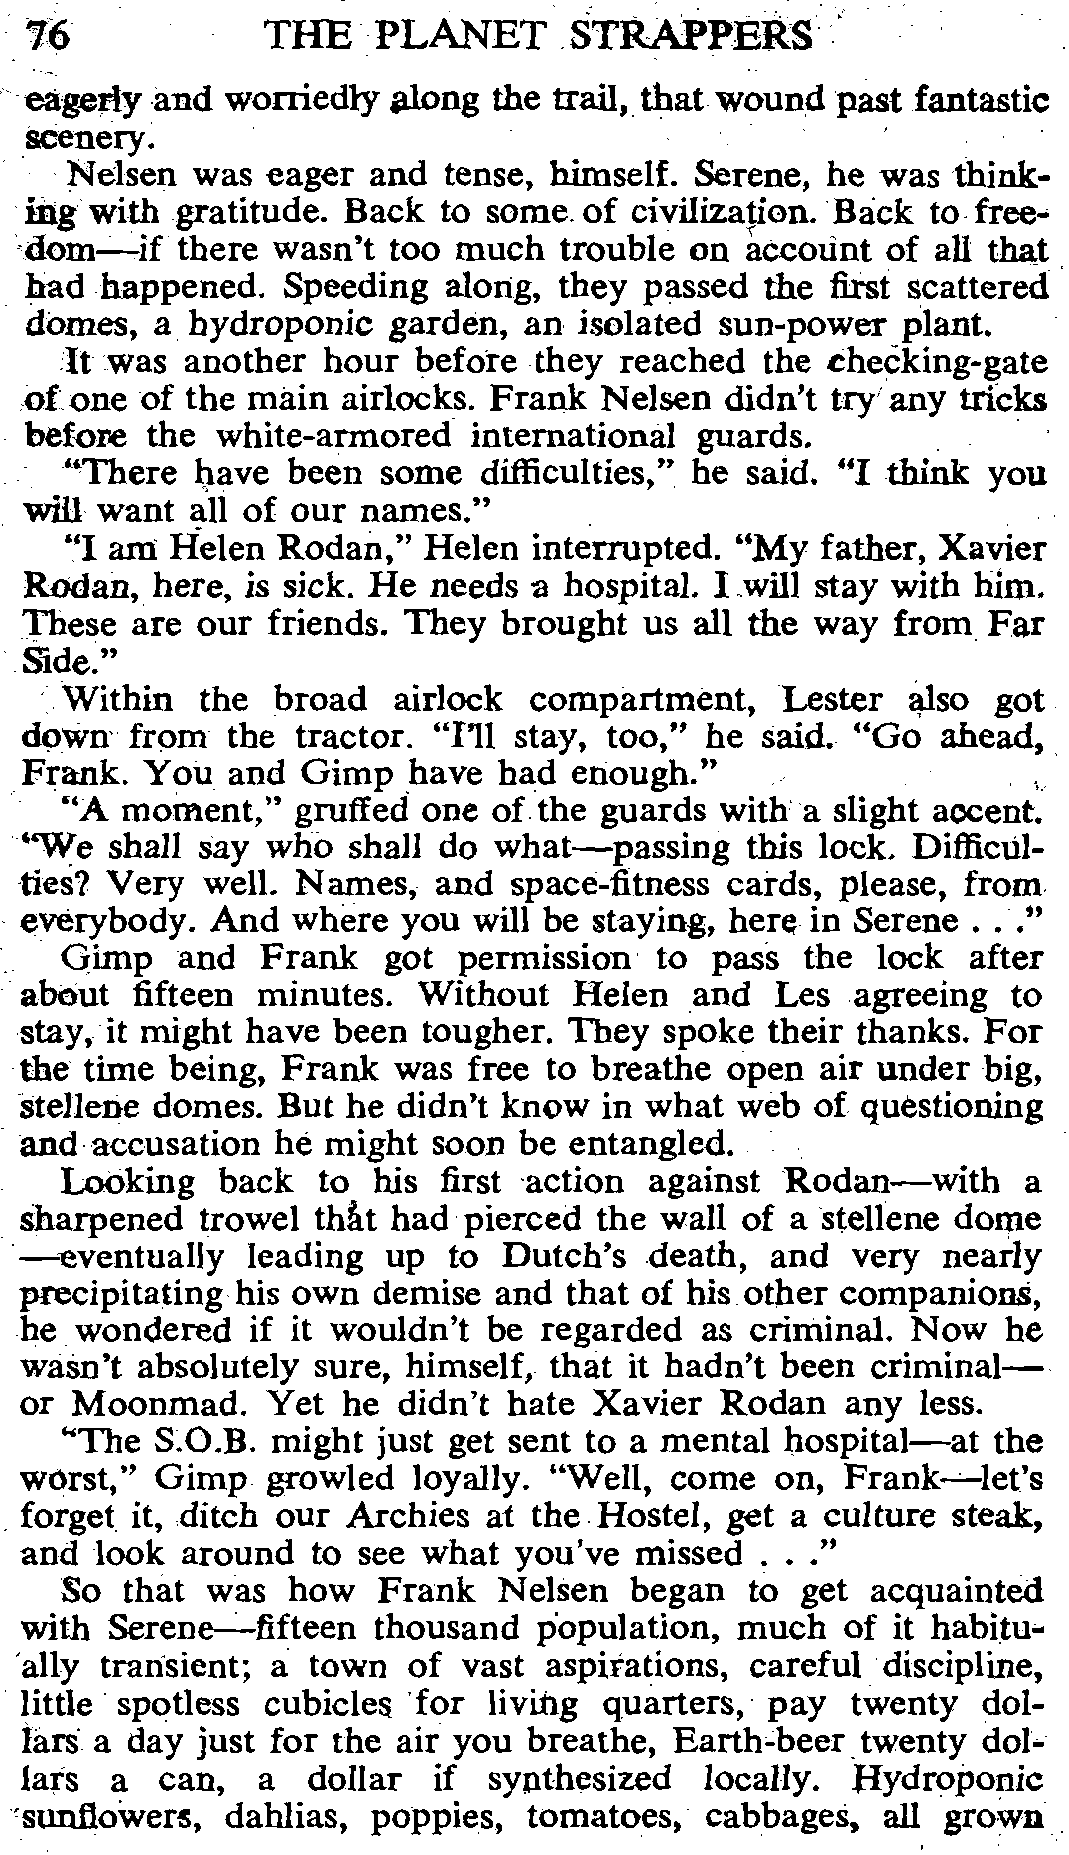 76 THE PLANET STRAPPERS
eagerly and worriedly along the trail, that wound past fantastic
scenery.
Nelsen was eager and tense, himself. Serene, he was think-
ing with gratitude. Back to some of civilization. Back to free-
dom—if there wasn't too much trouble on account of all that
had happened. Speeding along, they passed the first scattered
domes, a hydroponic garden, an isolated sun-power plant.
It was another hour before they reached the checking-gate
of one of the main airlocks. Frank Nelsen didn't try any tricks
before the white-armored international guards.
"There have been some difficulties," he said. "I think you
will want all of our names."
"I am Helen Rodan," Helen interrupted. "My father, Xavier
Rodan, here, is sick. He needs a hospital. I will stay with him.
These are our friends. They brought us all the way from Far
Side."
Within the broad airlock compartment, Lester also got
down from the tractor. "I'll stay, too," he said. "Go ahead,
Frank. You and Gimp have had enough."
"A moment," gruffed one of the guards with a slight accent.
"We shall say who shall do what—passing this lock. Difficul-
ties? Very well. Names, and space-fitness cards, please, from
everybody. And where you will be staying, here in Serene . . ."
Gimp and Frank got permission to pass the lock after
about fifteen minutes. Without Helen and Les agreeing to
stay, it might have been tougher. They spoke their thanks. For
the time being, Frank was free to breathe open air under big,
stellene domes. But he didn't know in what web of questioning
and accusation he might soon be entangled.
Looking back to his first action against Rodan—with a
sharpened trowel that had pierced the wall of a stellene dome
—eventually leading up to Dutch's death, and very nearly
precipitating his own demise and that of his other companions,
he wondered if it wouldn't be regarded as criminal. Now he
wasn't absolutely sure, himself, that it hadn't been criminal—
or Moonmad. Yet he didn't hate Xavier Rodan any less.
"The S.O.B. might just get sent to a mental hospital—at the
worst," Gimp growled loyally. "Well, come on, Frank—let's
forget it, ditch our Archies at the Hostel, get a culture steak,
and look around to see what you've missed . . ."
So that was how Frank Nelsen began to get acquainted
with Serene—fifteen thousand population, much of it habitu-
ally transient; a town of vast aspirations, careful discipline,
little spotless cubicles for living quarters, pay twenty dol-
lars a day just for the air you breathe, Earth-beer twenty dol-
lars a can, a dollar if synthesized locally. Hydroponic
sunflowers, dahlias, poppies, tomatoes, cabbages, all grown